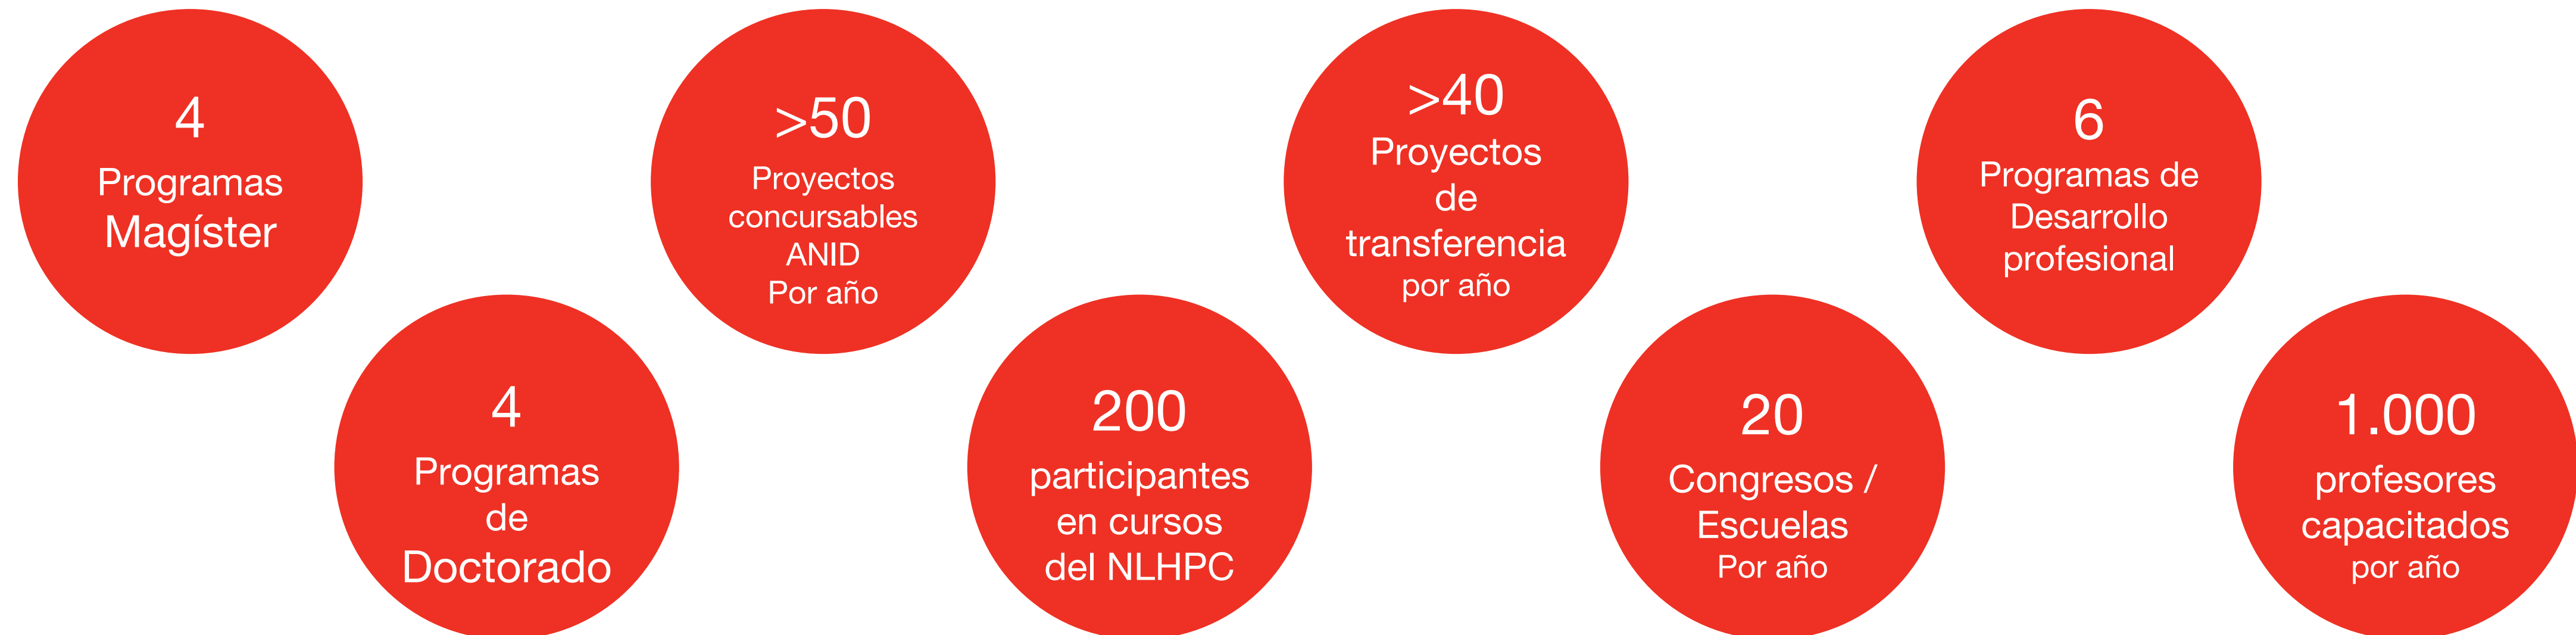 4
Programas
Magíster
4
Programas
de
Doctorado
>50
Proyectos
concursables
ANID
Por año
200
participantes
en cursos
del NLHPC
>40
Proyectos
de
transferencia
por año
20
Congresos /
Escuelas
Por año
6
Programas de
Desarrollo
profesional
1.000
profesores
capacitados
por año